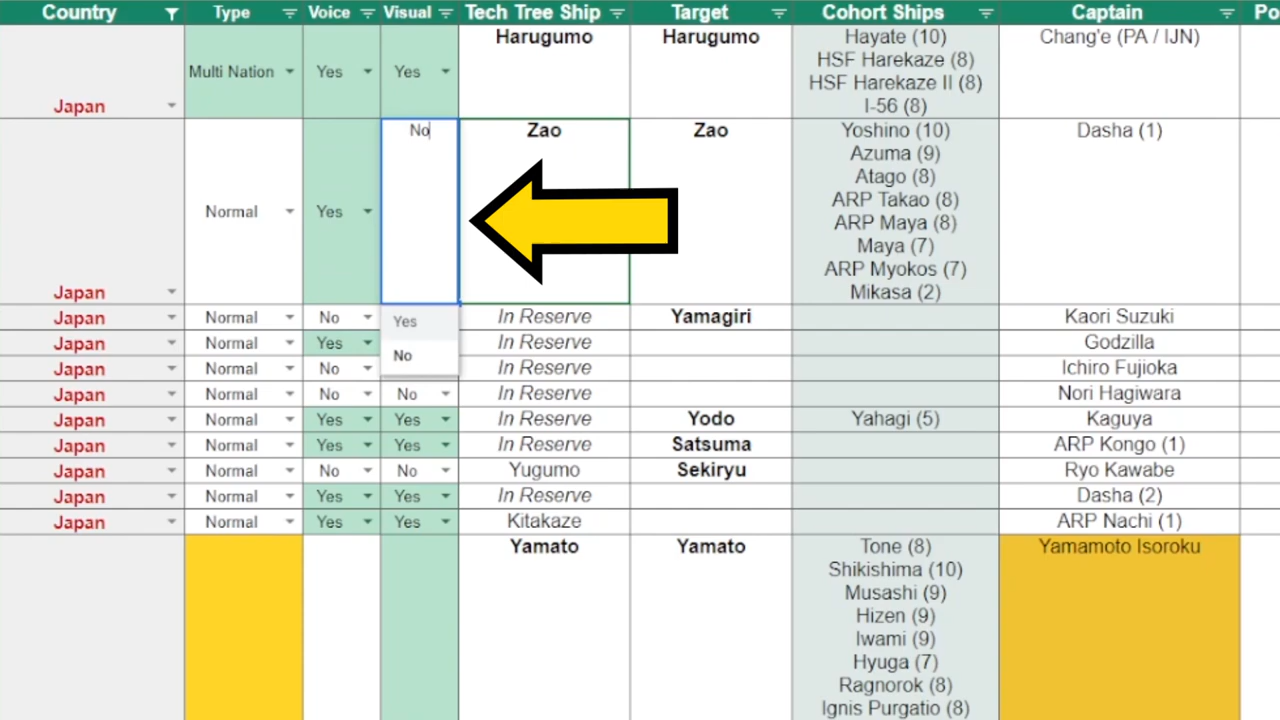 Country Type Voice Visual Tech Tree Ship Target Cohort Ships Captain Po
Harugumo Harugumo Hayate (10) Chang'e (PA / IJN)
HSF Harekaze (8)
Multi Nation Yes Yes HSF Harekaze II (8)
Japan I-56 (8)
No Zao Zao Yoshino (10) Dasha (1)
Azuma (9)
Atago (8)
ARP Takao (8)
Normal Yes ARP Maya (8)
Maya (7)
ARP Myokos (7)
Japan Mikasa (2)
Japan Normal No Yes In Reserve Yamagiri Kaori Suzuki
Japan Normal Yes No In Reserve Godzilla
Japan Normal No In Reserve Ichiro Fujioka
Japan Normal No No In Reserve Nori Hagiwara
Japan Normal Yes Yes In Reserve Yodo Yahagi (5) Kaguya
Japan Normal Yes Yes In Reserve Satsuma ARP Kongo (1)
Japan Normal No No Yugumo Sekiryu Ryo Kawabe
Japan Normal Yes Yes In Reserve Dasha (2)
Japan Normal Yes Yes Kitakaze ARP Nachi (1)
Yamato Yamato Tone (8) Yamamoto Isoroku
Shikishima (10)
Musashi (9)
Hizen (9)
Iwami (9)
Hyuga (7)
Ragnorok (8)
Ignis Purgatio (8)